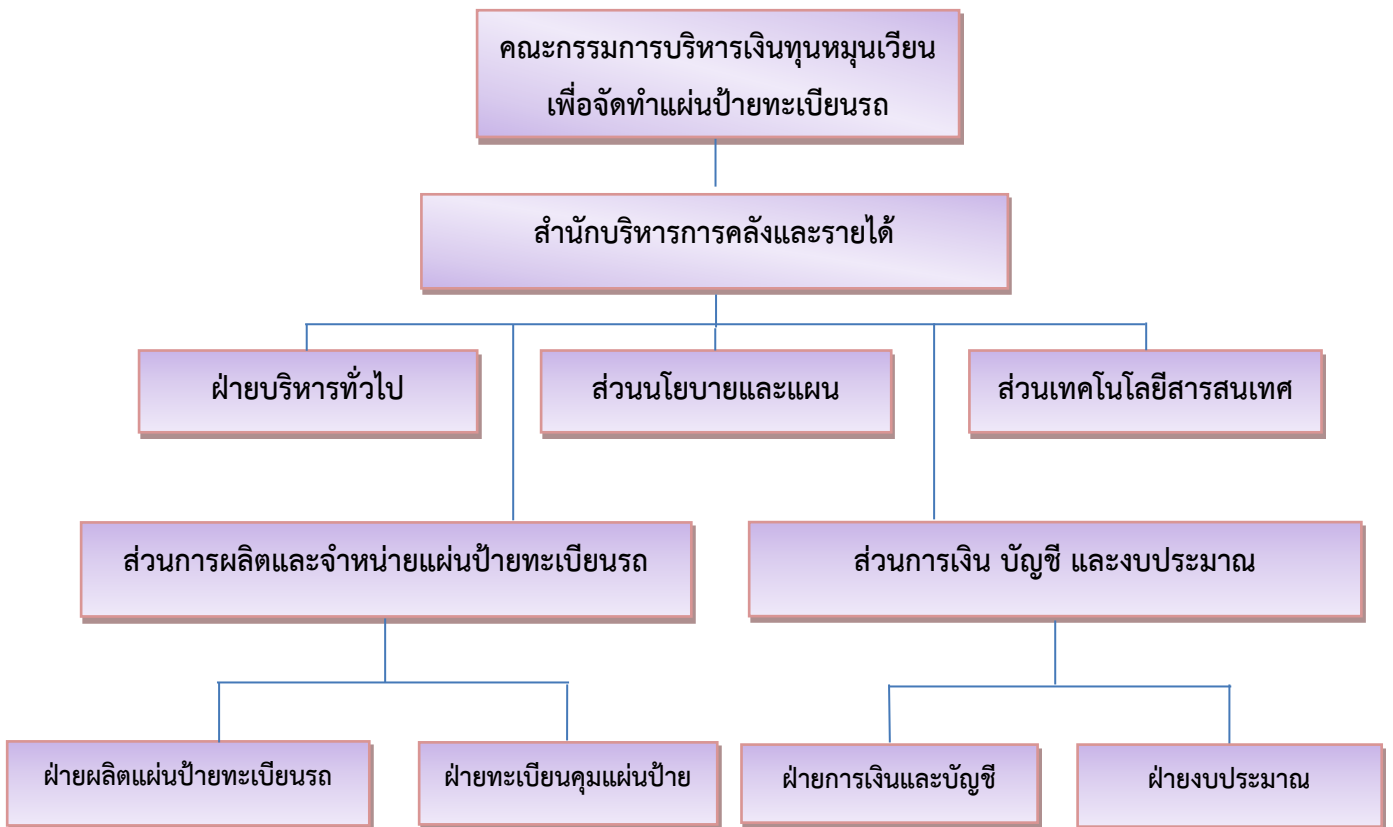 คณะกรรมการบริหารเงินทุนหมุนเวียน
เพื่อจัดทำแผ่นป้ายทะเบียนรถ
สำนักบริหารการคลังและรายได้
ฝ่ายบริหารทั่วไป
ส่วนนโยบายและแผน
ส่วนเทคโนโลยีสารสนเทศ
ส่วนการผลิตและจำหน่ายแผ่นป้ายทะเบียนรถ
ส่วนการเงิน บัญชี และงบประมาณ
ฝ่ายผลิตแผ่นป้ายทะเบียนรถ
ฝ่ายทะเบียนคุมแผ่นป้าย
ฝ่ายการเงินและบัญชี
ฝ่ายงบประมาณ